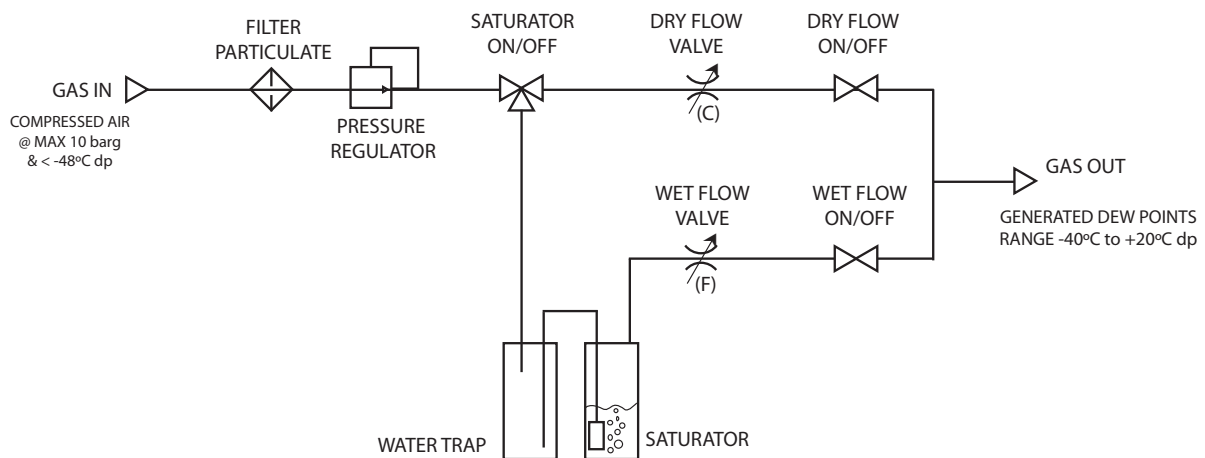 FILTER
PARTICULATE
SATURATOR
ON/OFF
DRY FLOW
VALVE
DRY FLOW
ON/OFF
GAS IN
COMPRESSED AIR
@ MAX 10 barg
& < -48ºC dp
PRESSURE
REGULATOR
(C)
WET FLOW
VALVE
WET FLOW
ON/OFF
GAS OUT
GENERATED DEW POINTS
RANGE -40ºC to +20ºC dp
(F)
WATER TRAP
SATURATOR